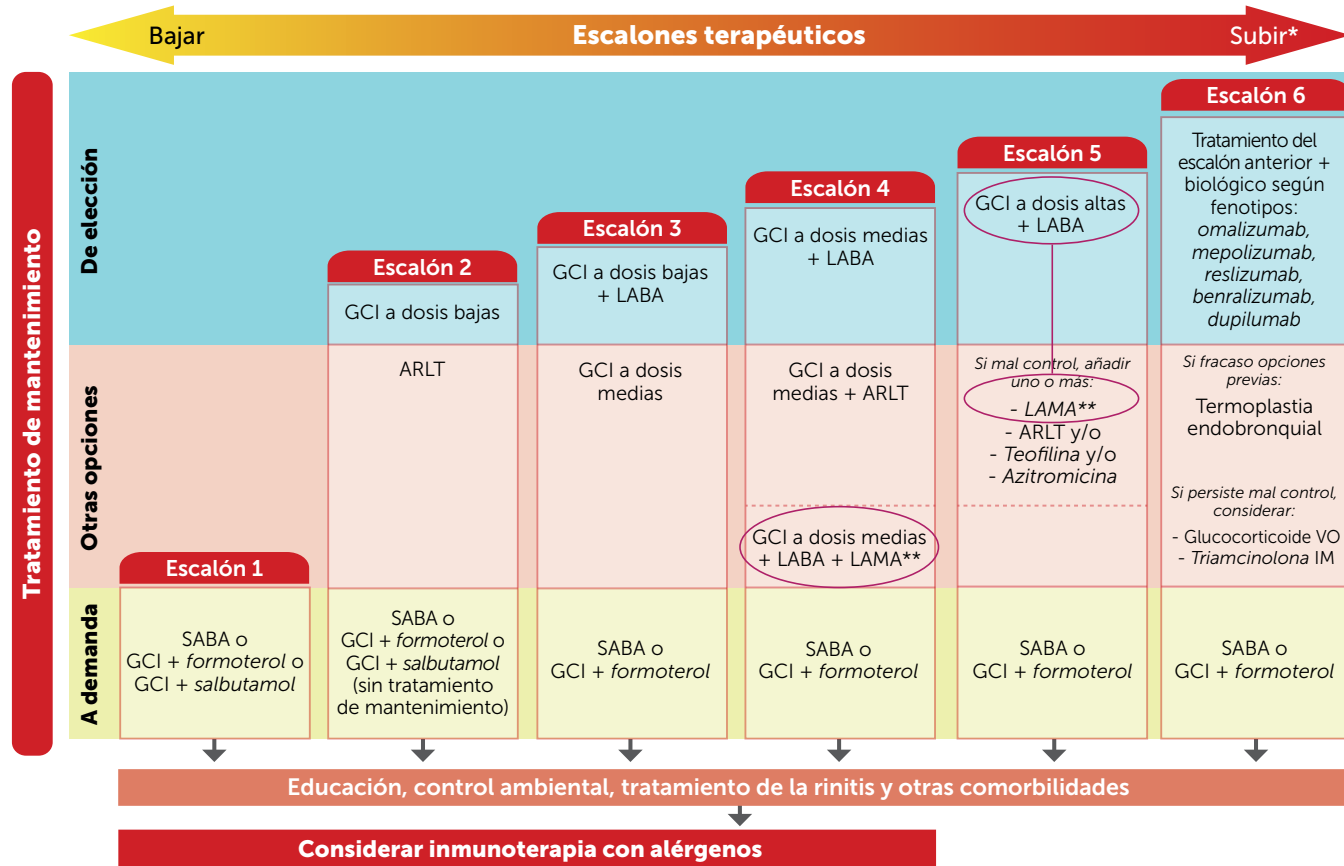 Bajar
Escalones terapéuticos
Subir*
Tratamiento de mantenimiento
De elección
Otras opciones
A demanda
Escalón 1
SABA o
GCI + formoterol o
GCI + salbutamol
Escalón 2
GCI a dosis bajas
ARLT
SABA o
GCI + formoterol o
GCI + salbutamol
(sin tratamiento
de mantenimiento)
Escalón 3
GCI a dosis bajas
+ LABA
GCI a dosis
medias
SABA o
GCI + formoterol
Escalón 4
GCI a dosis medias
+ LABA
GCI a dosis
medias + ARLT
GCI a dosis medias
+ LABA + LAMA**
SABA o
GCI + formoterol
Escalón 5
GCI a dosis altas
+ LABA
Si mal control, añadir
uno o más:
- LAMA**
- ARLT y/o
- Teofilina y/o
- Azitromicina
SABA o
GCI + formoterol
Escalón 6
Tratamiento del
escalón anterior +
biológico según
fenotipos:
omalizumab,
mepolizumab,
reslizumab,
benralizumab,
dupilumab
Si fracaso opciones
previas:
Termoplastia
endobronquial
Si persiste mal control,
considerar:
- Glucocorticoide VO
- Triamcinolona IM
SABA o
GCI + formoterol
Educación, control ambiental, tratamiento de la rinitis y otras comorbilidades
Considerar inmunoterapia con alérgenos